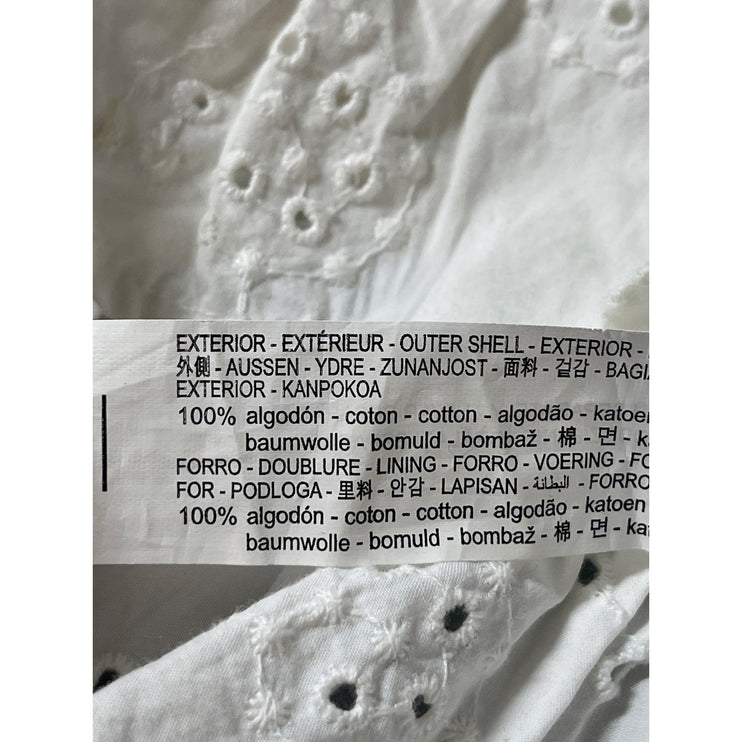 EXTERIOR - EXTÉRIEUR - OUTER SHELL - EXTERIOR -
外側 - AUSSEN - YDRE - ZUNANJOST - 面料 - 겉감 - BAGIA
EXTERIOR - KANPOKOA
100% algodón - coton - cotton - algodão - katoen
baumwolle - bomuld - bombaž - 棉 - 면 - k
FORRO - DOUBLURE - LINING - FORRO - VOERING - FO
FOR - PODLOGA - 里料 - 안감 - LAPISAN - البطانة - FORRO
100% algodón - coton - cotton - algodão - katoen
baumwolle - bomuld - bombaž - 棉 - 면 - k